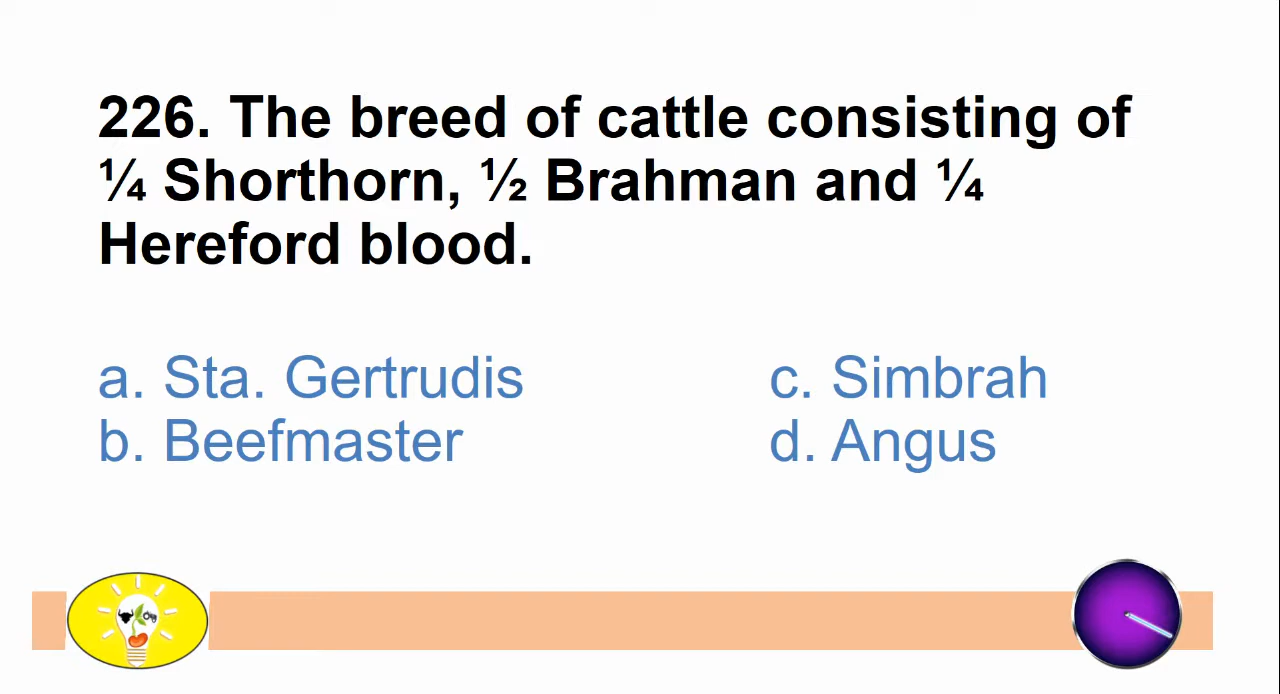 226. The breed of cattle consisting of
¼ Shorthorn, ½ Brahman and ¼
Hereford blood.
a. Sta. Gertrudis
b. Beefmaster
c. Simbrah
d. Angus